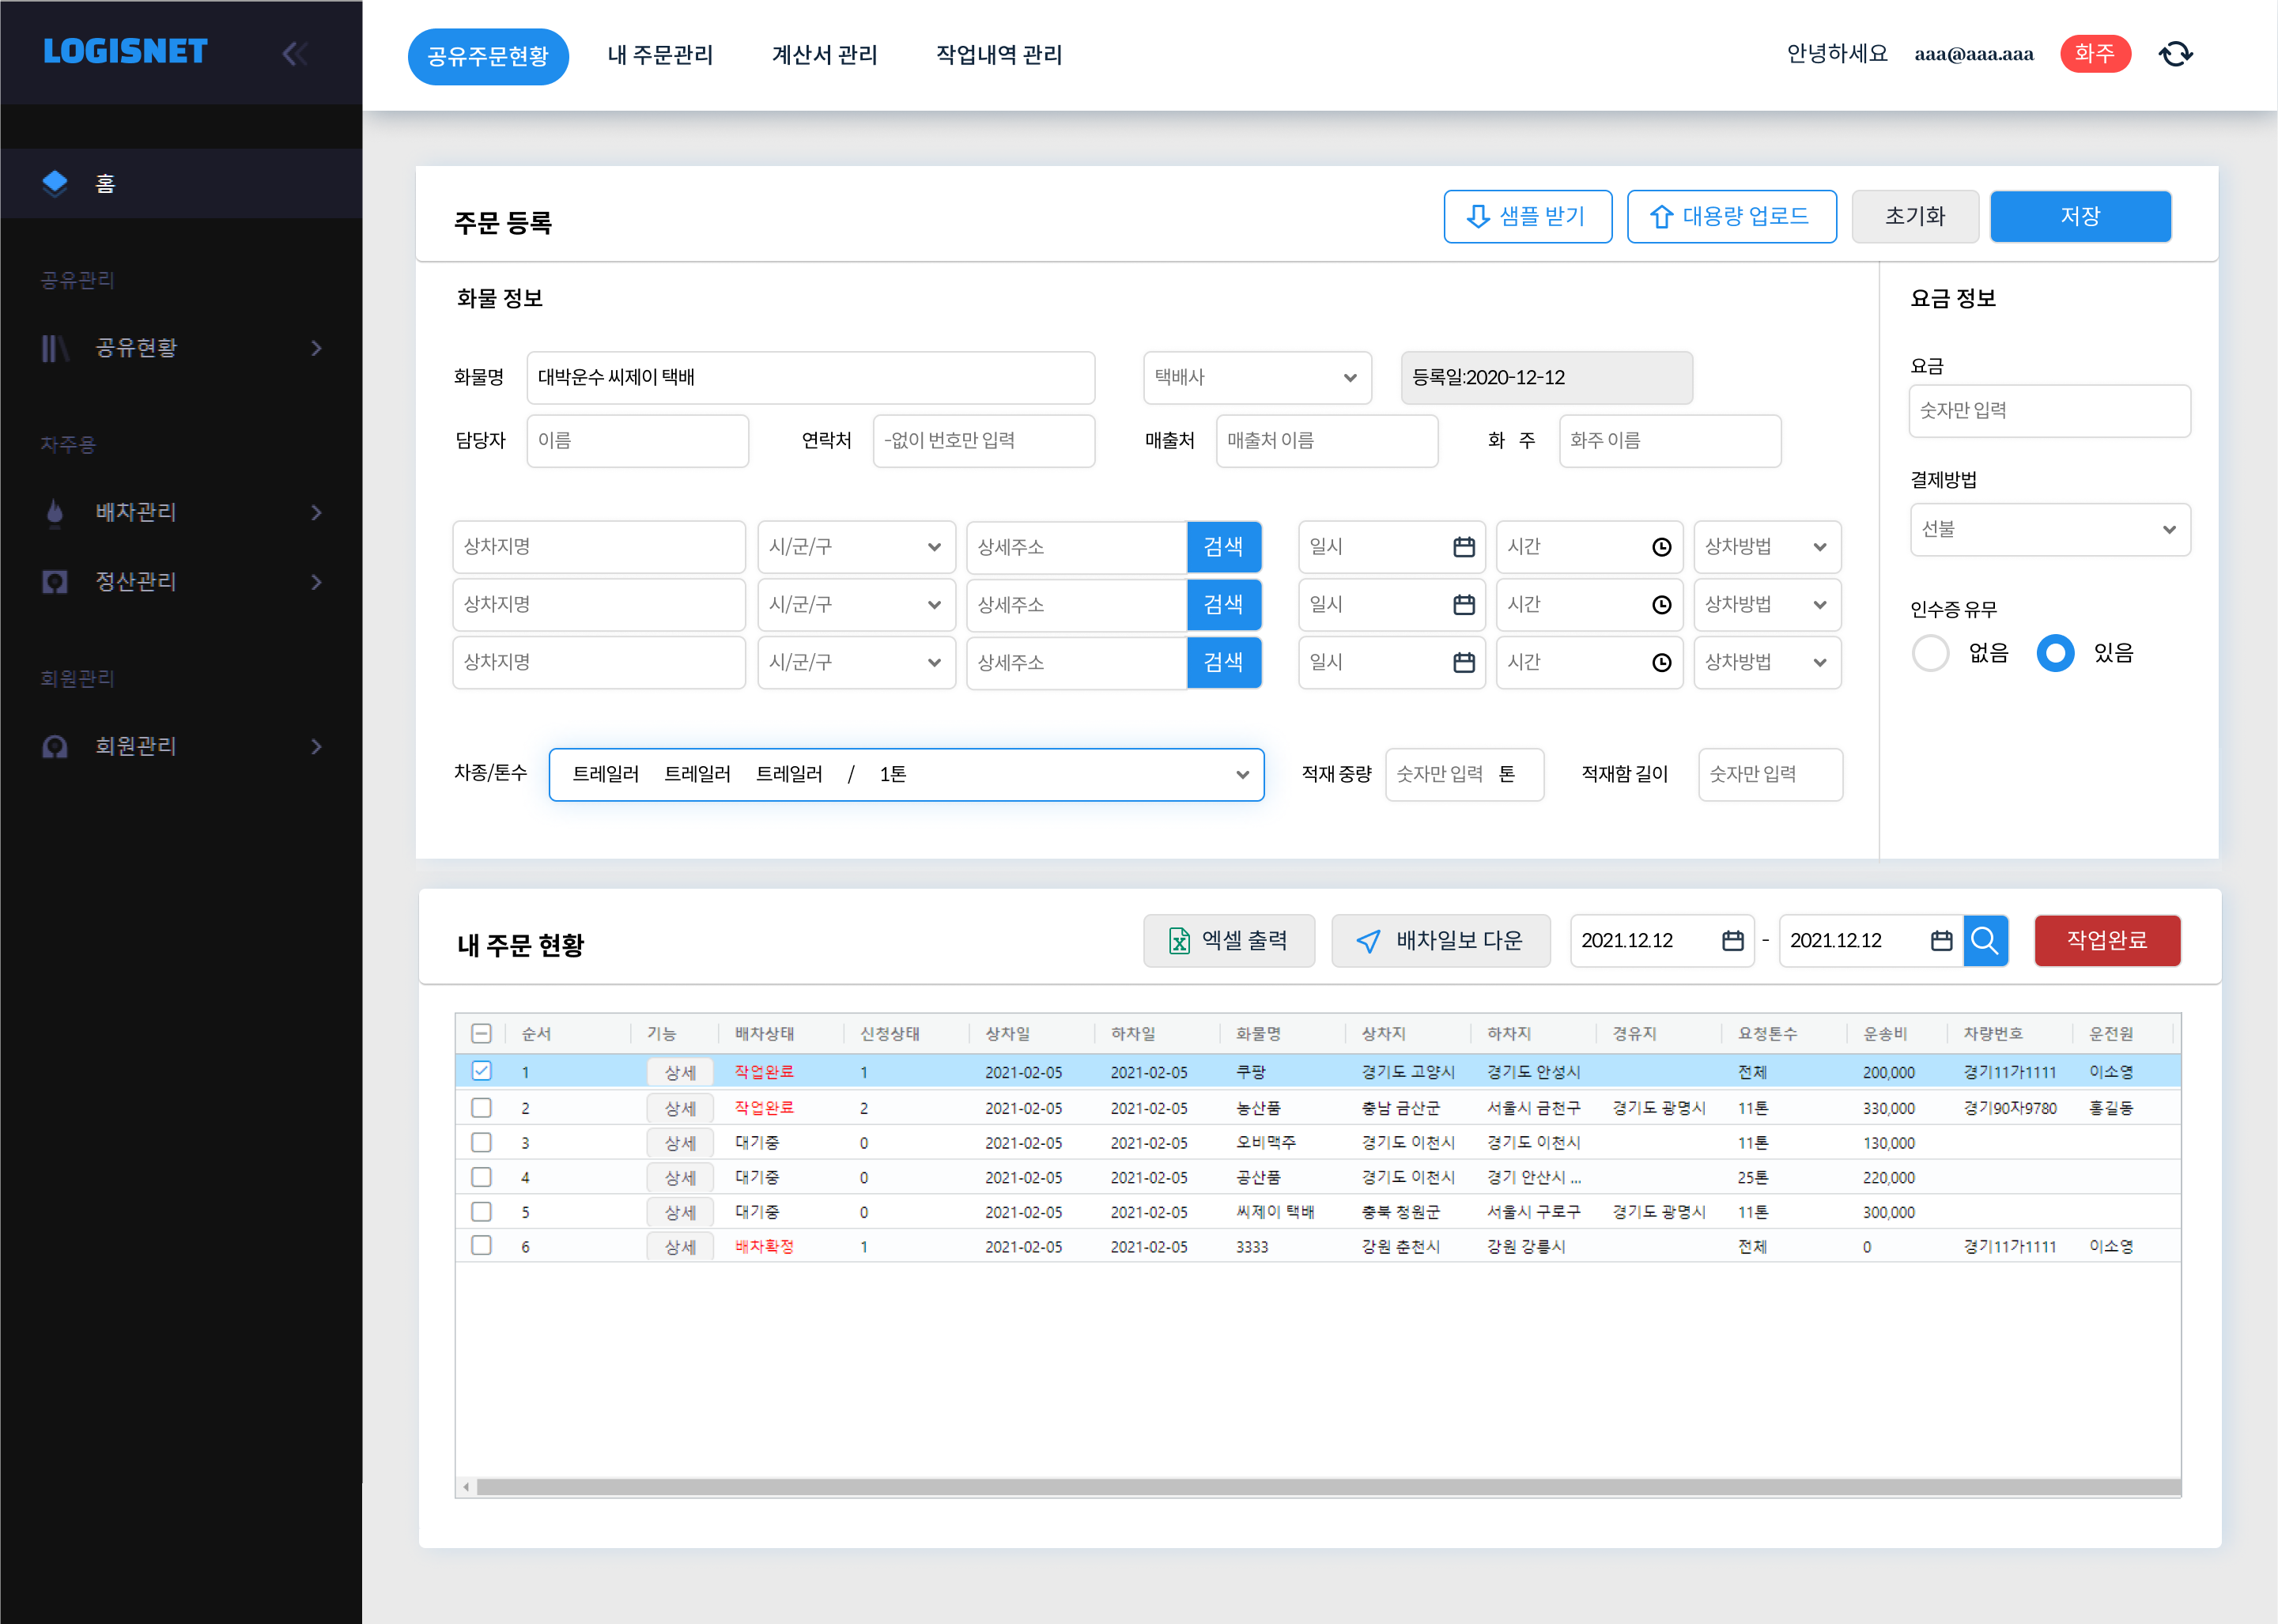 LOGISNET
홈
공유관리
공유현황
차주용
배차관리
정산관리
회원관리
회원관리
공유주문현황 내 주문관리 계산서 관리 작업내역 관리 안녕하세요 aaa@aaa.aaa 화주
주문 등록 샘플 받기 대용량 업로드 초기화 저장
화물 정보
화물명 대박운수 씨제이 택배 택배사 등록일:2020-12-12
담당자 이름 연락처 -없이 번호만 입력 매출처 매출처 이름 화 주 화주 이름
상차지명 시/군/구 상세주소 검색 일시 시간 상차방법
상차지명 시/군/구 상세주소 검색 일시 시간 상차방법
상차지명 시/군/구 상세주소 검색 일시 시간 상차방법
차종/톤수 트레일러 트레일러 트레일러 / 1톤 적재 중량 숫자만 입력 톤 적재함 길이 숫자만 입력
요금 정보
요금
숫자만 입력
결제방법
선불
인수증 유무
없음 있음
내 주문 현황 엑셀 출력 배차일보 다운 2021.12.12 - 2021.12.12 작업완료
순서 기능 배차상태 신청상태 상차일 하차일 화물명 상차지 하차지 경유지 요청톤수 운송비 차량번호 운전원
1 상세 작업완료 1 2021-02-05 2021-02-05 쿠팡 경기도 고양시 경기도 안성시 전체 200,000 경기11가1111 이소영
2 상세 작업완료 2 2021-02-05 2021-02-05 농산품 충남 금산군 서울시 금천구 경기도 광명시 11톤 330,000 경기90자9780 홍길동
3 상세 대기중 0 2021-02-05 2021-02-05 오비맥주 경기도 이천시 경기도 이천시 11톤 130,000
4 상세 대기중 0 2021-02-05 2021-02-05 공산품 경기도 이천시 경기 안산시 ... 25톤 220,000
5 상세 대기중 0 2021-02-05 2021-02-05 씨제이 택배 충북 청원군 서울시 구로구 경기도 광명시 11톤 300,000
6 상세 배차확정 1 2021-02-05 2021-02-05 3333 강원 춘천시 강원 강릉시 전체 0 경기11가1111 이소영